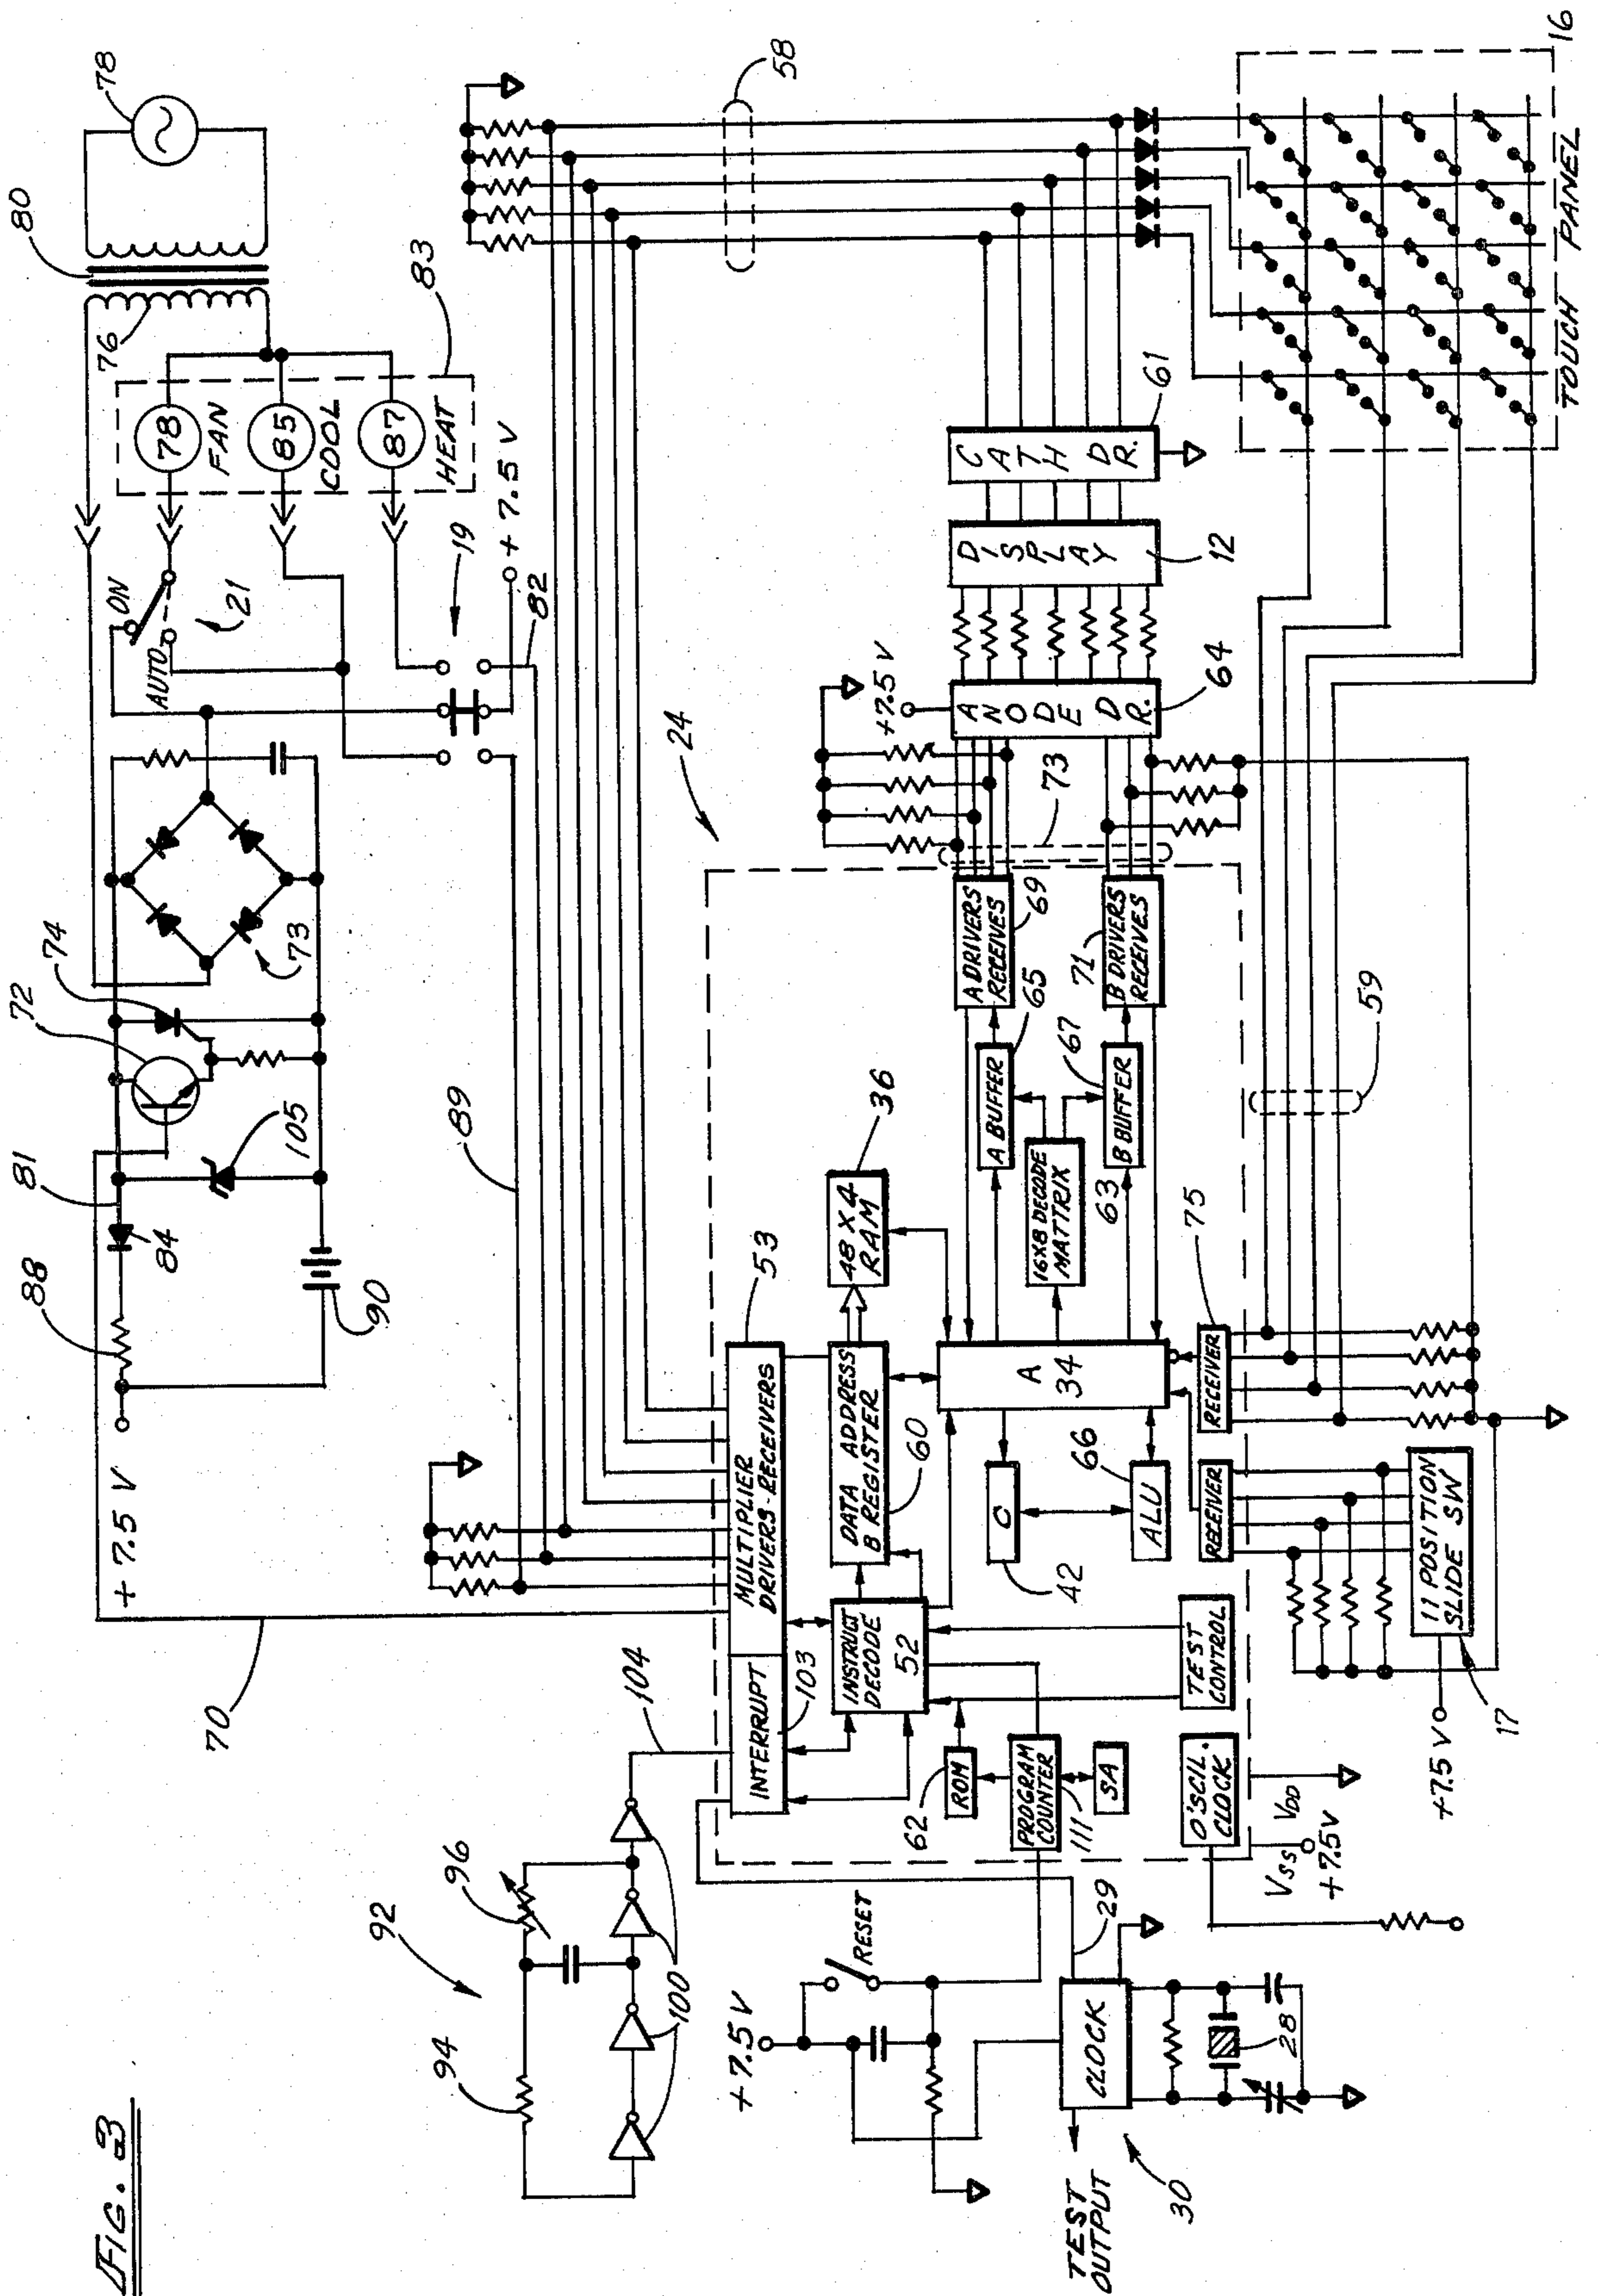 FIG. 3
70
+ 7.5 V
88
81
84
90
72
74
105
73
ON
AUTO
21
76
80
78
78
FAN
85
COOL
87
HEAT
83
19
+ 7.5 V
82
89
58
92
94
96
100
100
104
24
53
INTERRUPT
103
MULTIPLIER
DRIVERS-RECEIVERS
INSTRUCT
DECODE
52
DATA ADDRESS
B REGISTER
60
48 X 4
RAM
36
62
ROM
PROGRAM
COUNTER
111
SA
A
34
C
42
66
ALU
16X8 DECODE
MATTRIX
A BUFFER
65
67
B BUFFER
63
A DRIVERS
RECEIVES
69
71
B DRIVERS
RECEIVES
73
+7.5 V
ANODE DR.
64
DISPLAY
12
CATH DR.
61
TEST
CONTROL
O'SCIL.
CLOCK
RECEIVER
RECEIVER
75
59
VSS
+7.5V
VDD
+7.5 V
RESET
29
CLOCK
28
30
TEST
OUTPUT
+7.5 V
17
11 POSITION
SLIDE SW
TOUCH PANEL
16